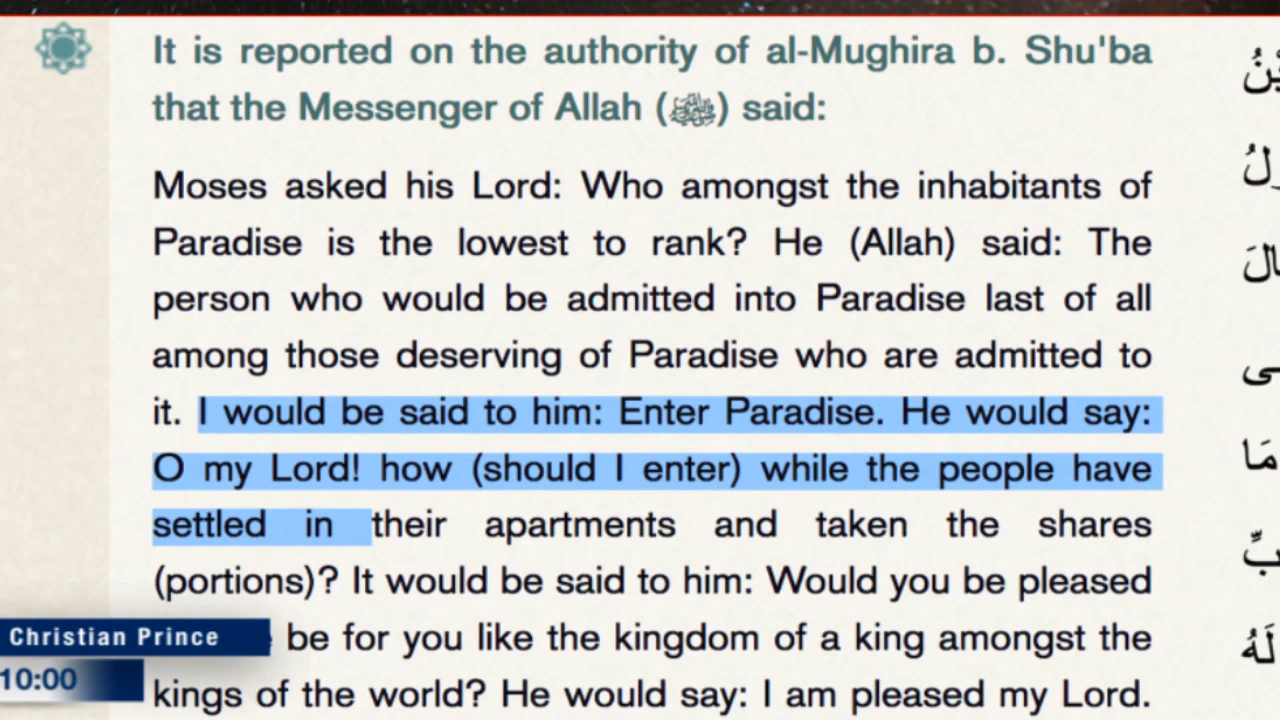 It is reported on the authority of al-Mughira b. Shu'ba
that the Messenger of Allah (ﷺ) said:
Moses asked his Lord: Who amongst the inhabitants of
Paradise is the lowest to rank? He (Allah) said: The
person who would be admitted into Paradise last of all
among those deserving of Paradise who are admitted to
it. I would be said to him: Enter Paradise. He would say:
O my Lord! how (should I enter) while the people have
settled in their apartments and taken the shares
(portions)? It would be said to him: Would you be pleased
be for you like the kingdom of a king amongst the
kings of the world? He would say: I am pleased my Lord.
Christian Prince
10:00
مَا
لَهُ